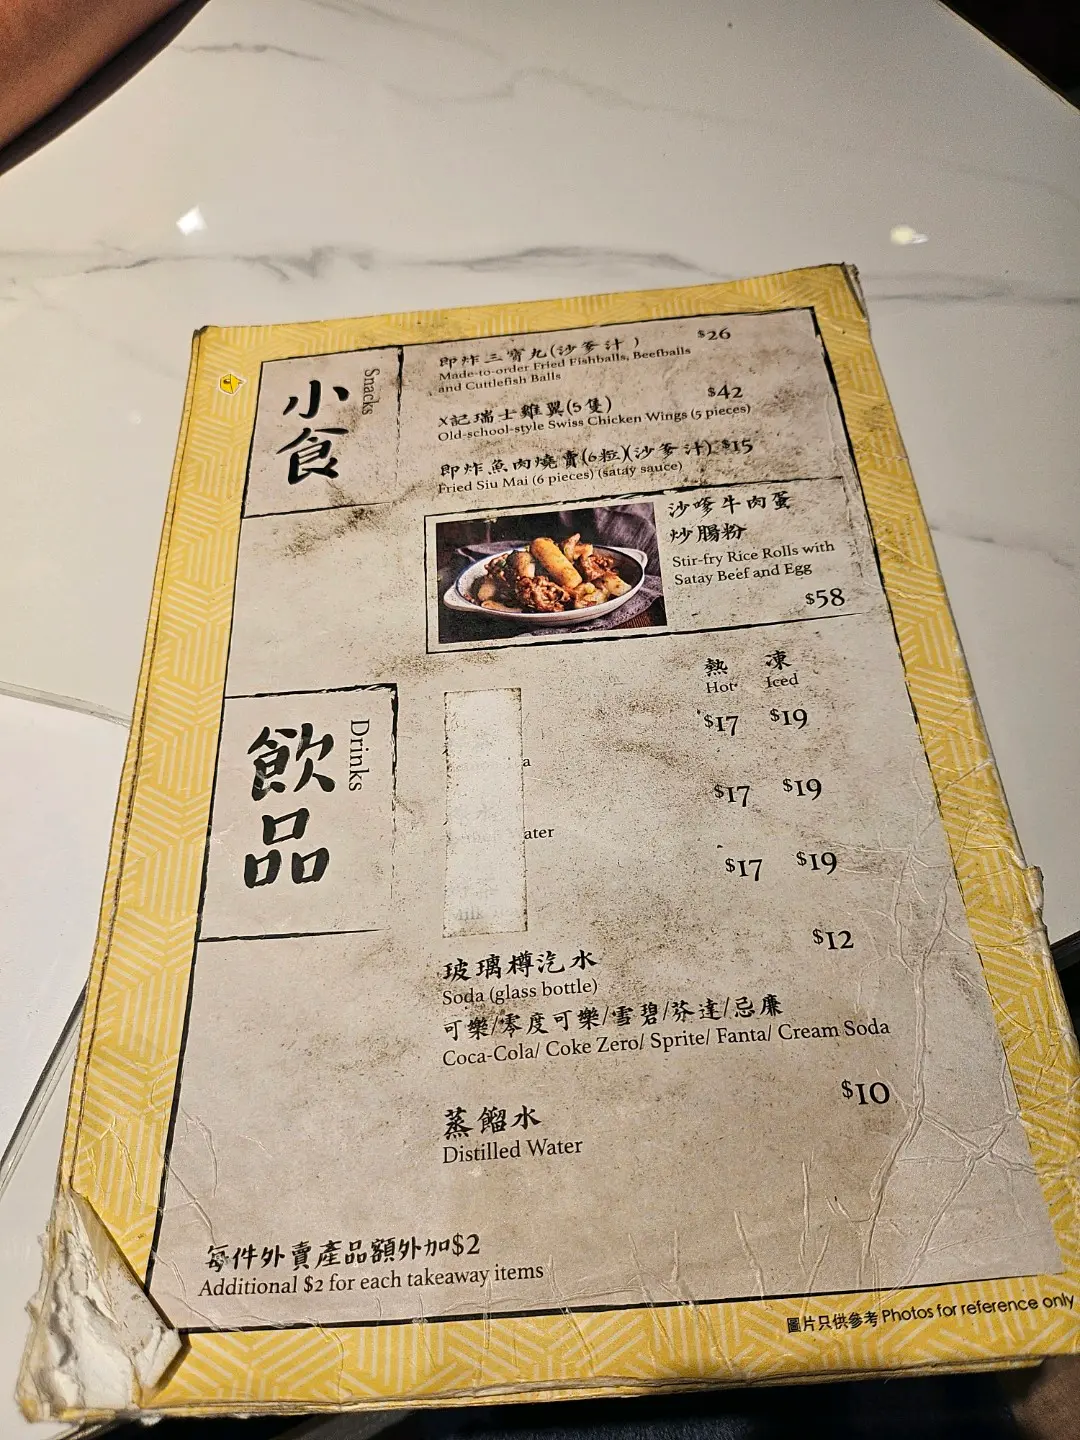 小食
Snacks
即炸三寶丸(沙爹汁) $26
Made-to-order Fried Fishballs, Beefballs
and Cuttlefish Balls
X記瑞士雞翼(5隻) $42
Old-school-style Swiss Chicken Wings (5 pieces)
即炸魚肉燒賣(6粒)(沙爹汁) $15
Fried Siu Mai (6 pieces) (satay sauce)
沙嗲牛肉蛋
炒腸粉
Stir-fry Rice Rolls with
Satay Beef and Egg
$58
飲品
Drinks
熱 凍
Hot Iced
$17 $19
$17 $19
ater
$17 $19
玻璃樽汽水 $12
Soda (glass bottle)
可樂/零度可樂/雪碧/芬達/忌廉
Coca-Cola/ Coke Zero/ Sprite/ Fanta/ Cream Soda
蒸餾水 $10
Distilled Water
每件外賣產品額外加$2
Additional $2 for each takeaway items
圖片只供參考 Photos for reference only